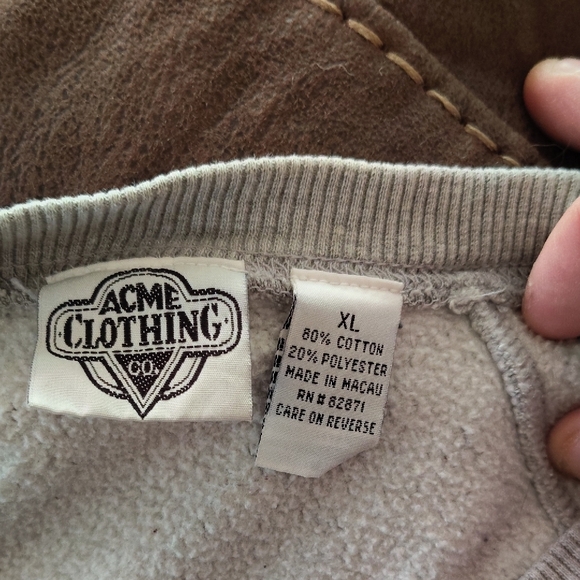 ACME
CLOTHING
CO.
XL
80% COTTON
20% POLYESTER
MADE IN MACAU
RN # 82871
CARE ON REVERSE